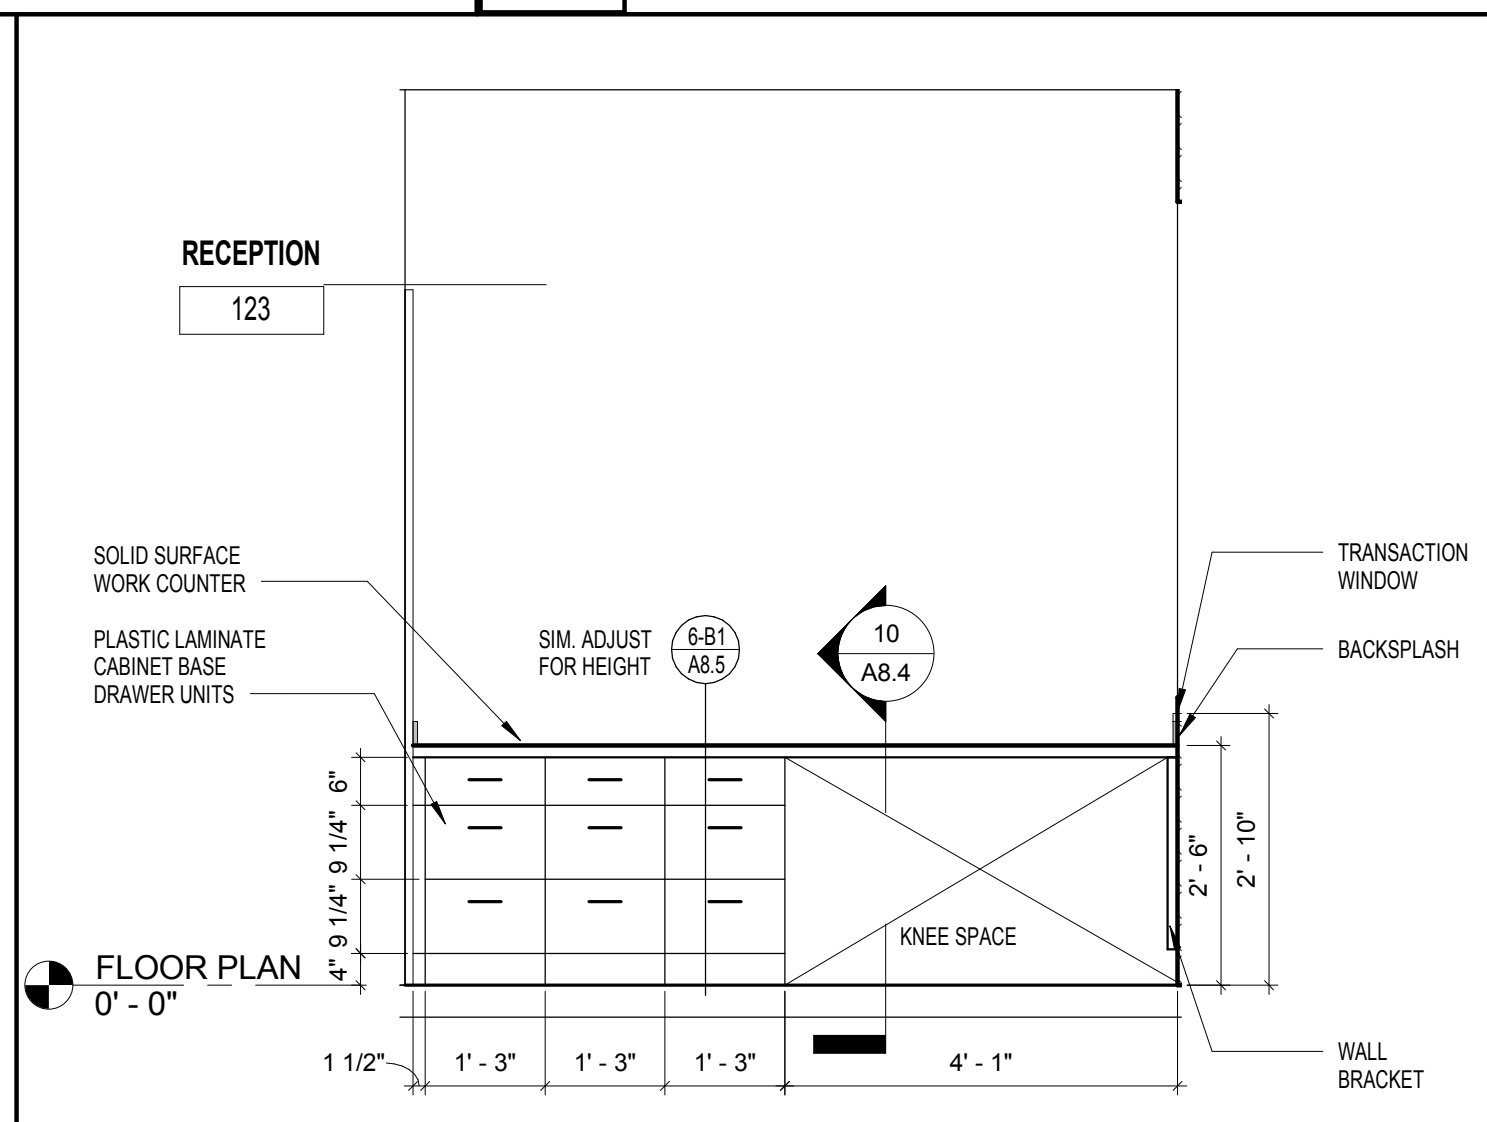 RECEPTION
123
SOLID SURFACE
WORK COUNTER
PLASTIC LAMINATE
CABINET BASE
DRAWER UNITS
SIM. ADJUST
FOR HEIGHT
6-B1
A8.5
10
A8.4
TRANSACTION
WINDOW
BACKSPLASH
6"
9 1/4"
9 1/4"
4"
2' - 6"
2' - 10"
KNEE SPACE
FLOOR PLAN
0' - 0"
1 1/2"
1' - 3"
1' - 3"
1' - 3"
4' - 1"
WALL
BRACKET